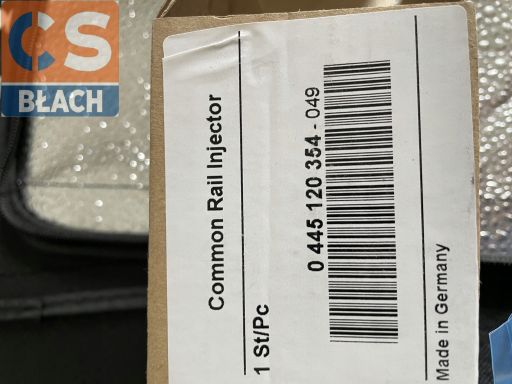 CS
BŁACH
Common Rail Injector
1 St/Pc
0 445 120 354 - 049
Made in Germany